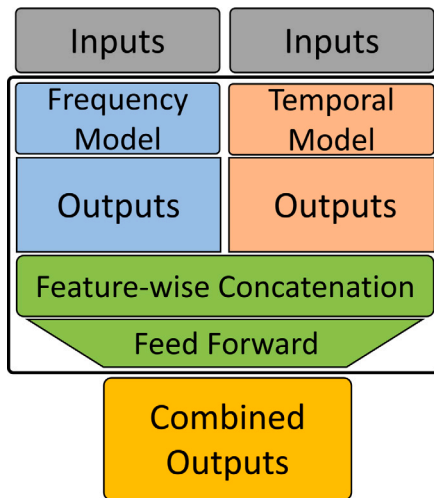 Inputs
Inputs
Frequency
Model
Temporal
Model
Outputs
Outputs
Feature-wise Concatenation
Feed Forward
Combined
Outputs